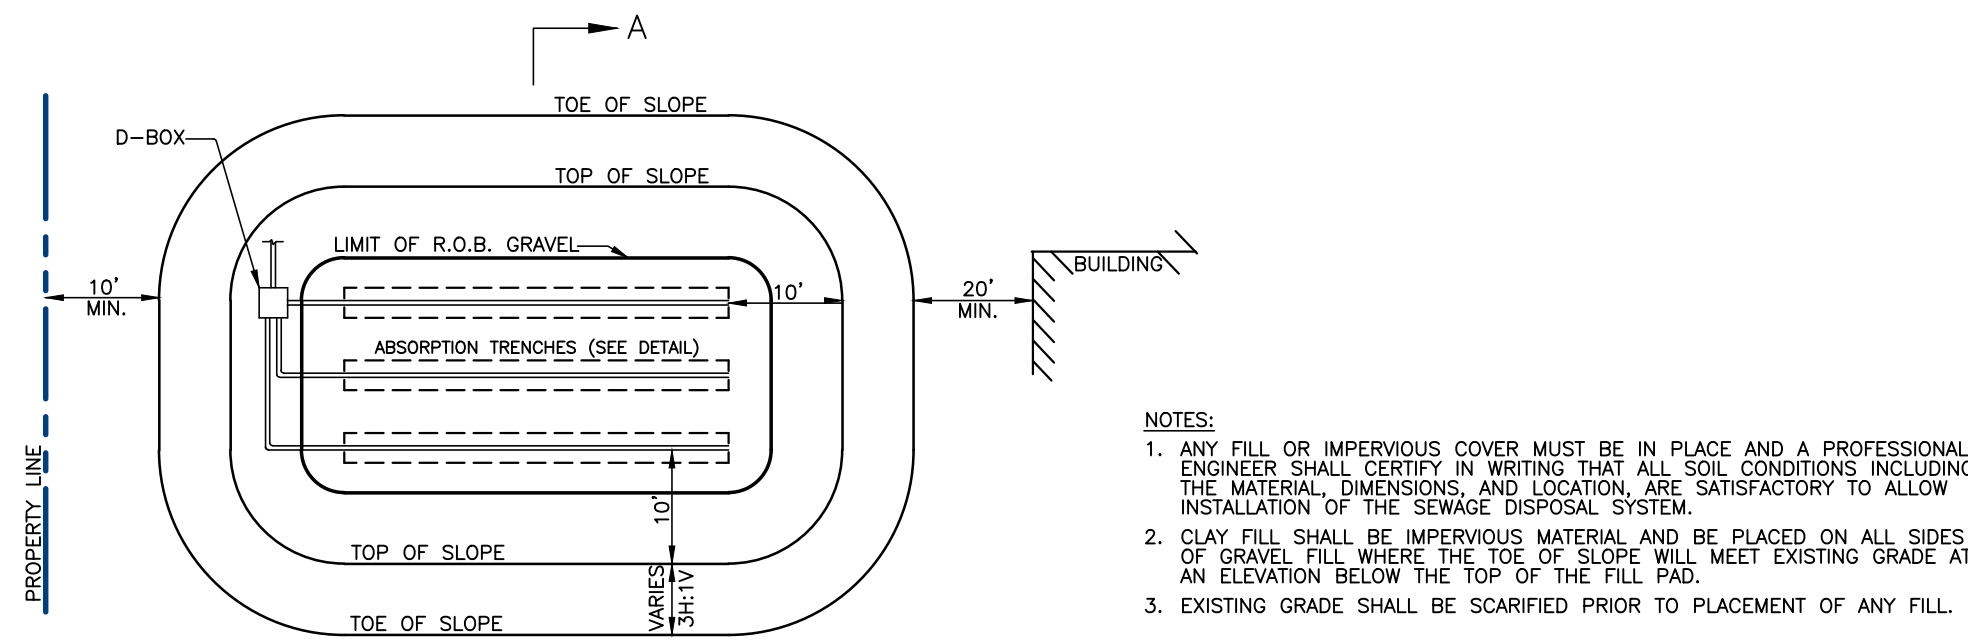 A
TOE OF SLOPE
D-BOX
TOP OF SLOPE
LIMIT OF R.O.B. GRAVEL
BUILDING
10'
MIN.
10'
20'
MIN.
ABSORPTION TRENCHES (SEE DETAIL)
PROPERTY LINE
10'
TOP OF SLOPE
VARIES
3H:1V
TOE OF SLOPE
NOTES:
1. ANY FILL OR IMPERVIOUS COVER MUST BE IN PLACE AND A PROFESSIONAL
ENGINEER SHALL CERTIFY IN WRITING THAT ALL SOIL CONDITIONS INCLUDING
THE MATERIAL, DIMENSIONS, AND LOCATION, ARE SATISFACTORY TO ALLOW
INSTALLATION OF THE SEWAGE DISPOSAL SYSTEM.
2. CLAY FILL SHALL BE IMPERVIOUS MATERIAL AND BE PLACED ON ALL SIDES
OF GRAVEL FILL WHERE THE TOE OF SLOPE WILL MEET EXISTING GRADE AT
AN ELEVATION BELOW THE TOP OF THE FILL PAD.
3. EXISTING GRADE SHALL BE SCARIFIED PRIOR TO PLACEMENT OF ANY FILL.